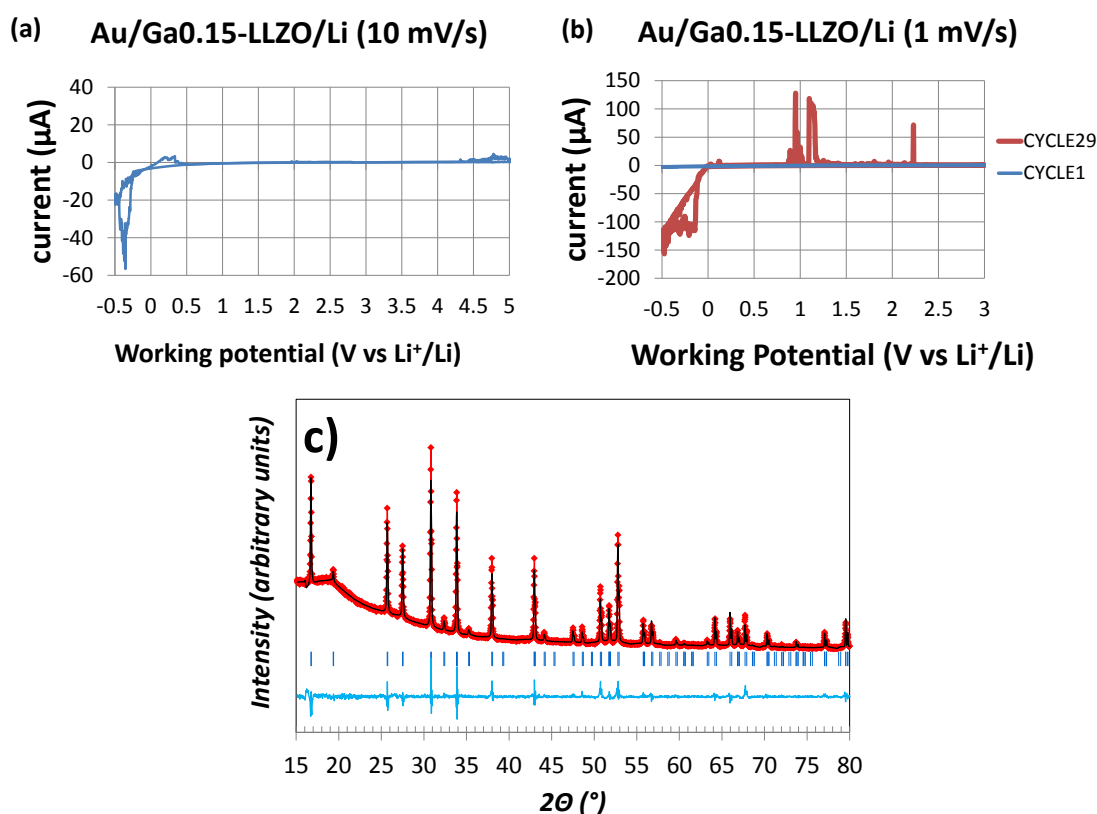 (a) Au/Ga0.15-LLZO/Li (10 mV/s)
current (µA)
40
20
0
-20
-40
-60
-0.5 0 0.5 1 1.5 2 2.5 3 3.5 4 4.5 5
Working potential (V vs Li⁺/Li)
(b) Au/Ga0.15-LLZO/Li (1 mV/s)
current (µA)
150
100
50
0
-50
-100
-150
-200
-0.5 0 0.5 1 1.5 2 1.5 3
Working Potential (V vs Li⁺/Li)
CYCLE29
CYCLE1
c)
Intensity (arbitrary units)
15 20 25 30 35 40 45 50 55 60 65 70 75 80
2Θ (°)